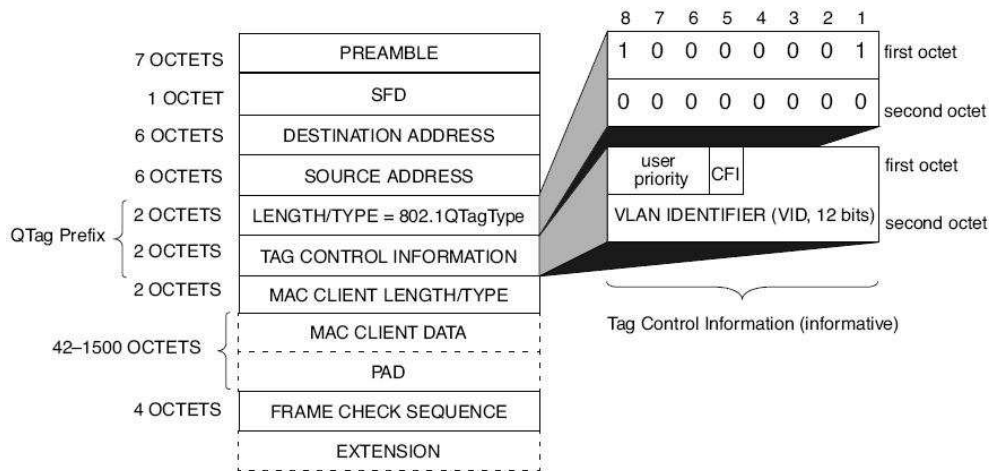 8 7 6 5 4 3 2 1
7 OCTETS PREAMBLE 1 0 0 0 0 0 0 1 first octet
1 OCTET SFD 0 0 0 0 0 0 0 0 second octet
6 OCTETS DESTINATION ADDRESS
6 OCTETS SOURCE ADDRESS user priority CFI first octet
QTag Prefix
2 OCTETS LENGTH/TYPE = 802.1QTagType VLAN IDENTIFIER (VID, 12 bits) second octet
2 OCTETS TAG CONTROL INFORMATION
2 OCTETS MAC CLIENT LENGTH/TYPE
Tag Control Information (informative)
42–1500 OCTETS MAC CLIENT DATA
PAD
4 OCTETS FRAME CHECK SEQUENCE
EXTENSION